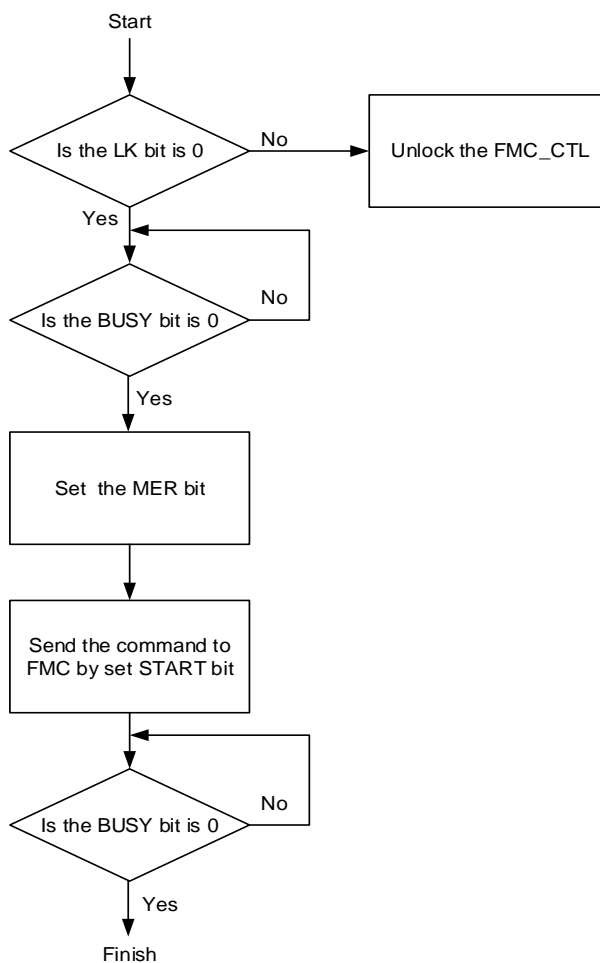 Start
Is the LK bit is 0
No
Unlock the FMC_CTL
Yes
Is the BUSY bit is 0
No
Yes
Set the MER bit
Send the command to
FMC by set START bit
Is the BUSY bit is 0
No
Yes
Finish